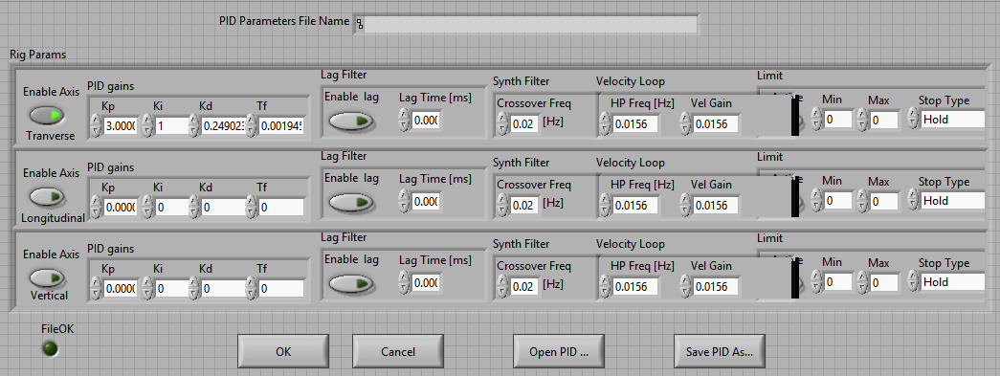 PID Parameters File Name
Rig Params
Enable Axis PID gains Lag Filter Synth Filter Velocity Loop Limit
Kp Ki Kd Tf Enable lag Lag Time [ms] Crossover Freq HP Freq [Hz] Vel Gain Min Max Stop Type
3.000 1 0.24902 0.001945 0.00 0.02 [Hz] 0.0156 0.0156 0 0 Hold
Tranverse
Enable Axis PID gains Lag Filter Synth Filter Velocity Loop Limit
Kp Ki Kd Tf Enable lag Lag Time [ms] Crossover Freq HP Freq [Hz] Vel Gain Min Max Stop Type
0.000 0 0 0 0.00 0.02 [Hz] 0.0156 0.0156 0 0 Hold
Longitudinal
Enable Axis PID gains Lag Filter Synth Filter Velocity Loop Limit
Kp Ki Kd Tf Enable lag Lag Time [ms] Crossover Freq HP Freq [Hz] Vel Gain Min Max Stop Type
0.000 0 0 0 0.00 0.02 [Hz] 0.0156 0.0156 0 0 Hold
Vertical
FileOK
OK Cancel Open PID ... Save PID As...